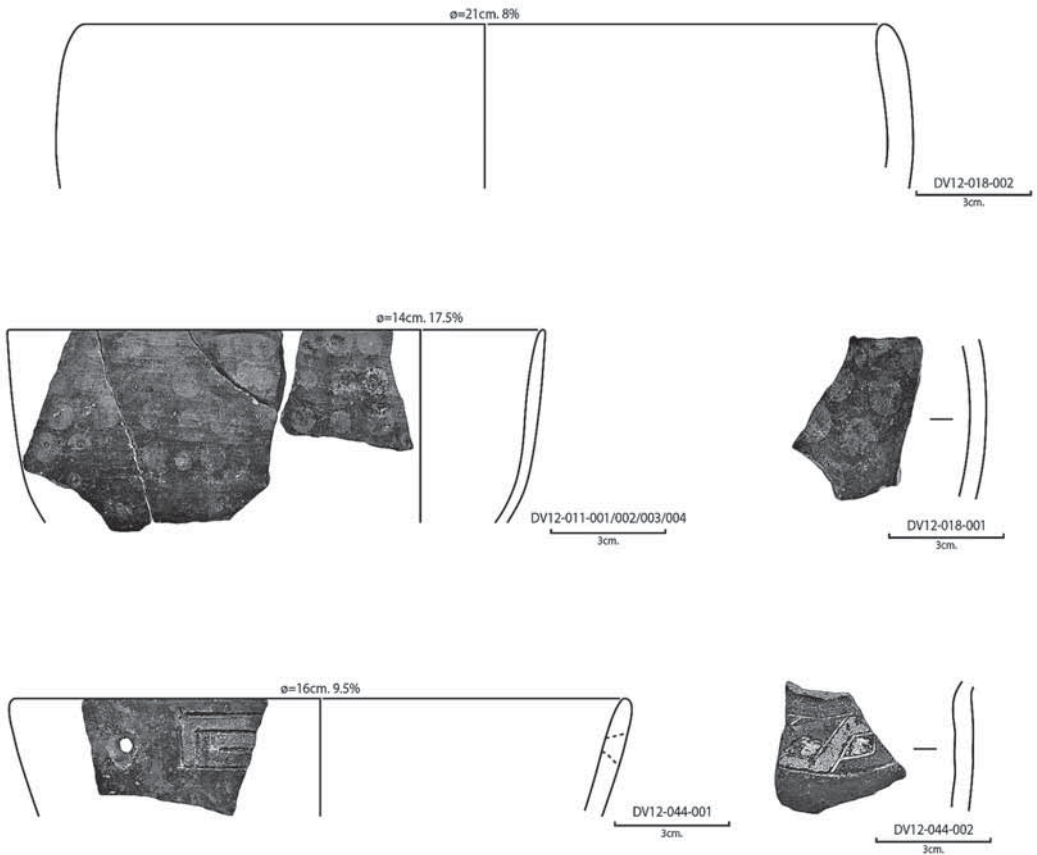 ø=21cm. 8%
DV12-018-002
3cm.
ø=14cm. 17.5%
DV12-011-001/002/003/004
3cm.
DV12-018-001
3cm.
ø=16cm. 9.5%
DV12-044-001
3cm.
DV12-044-002
3cm.